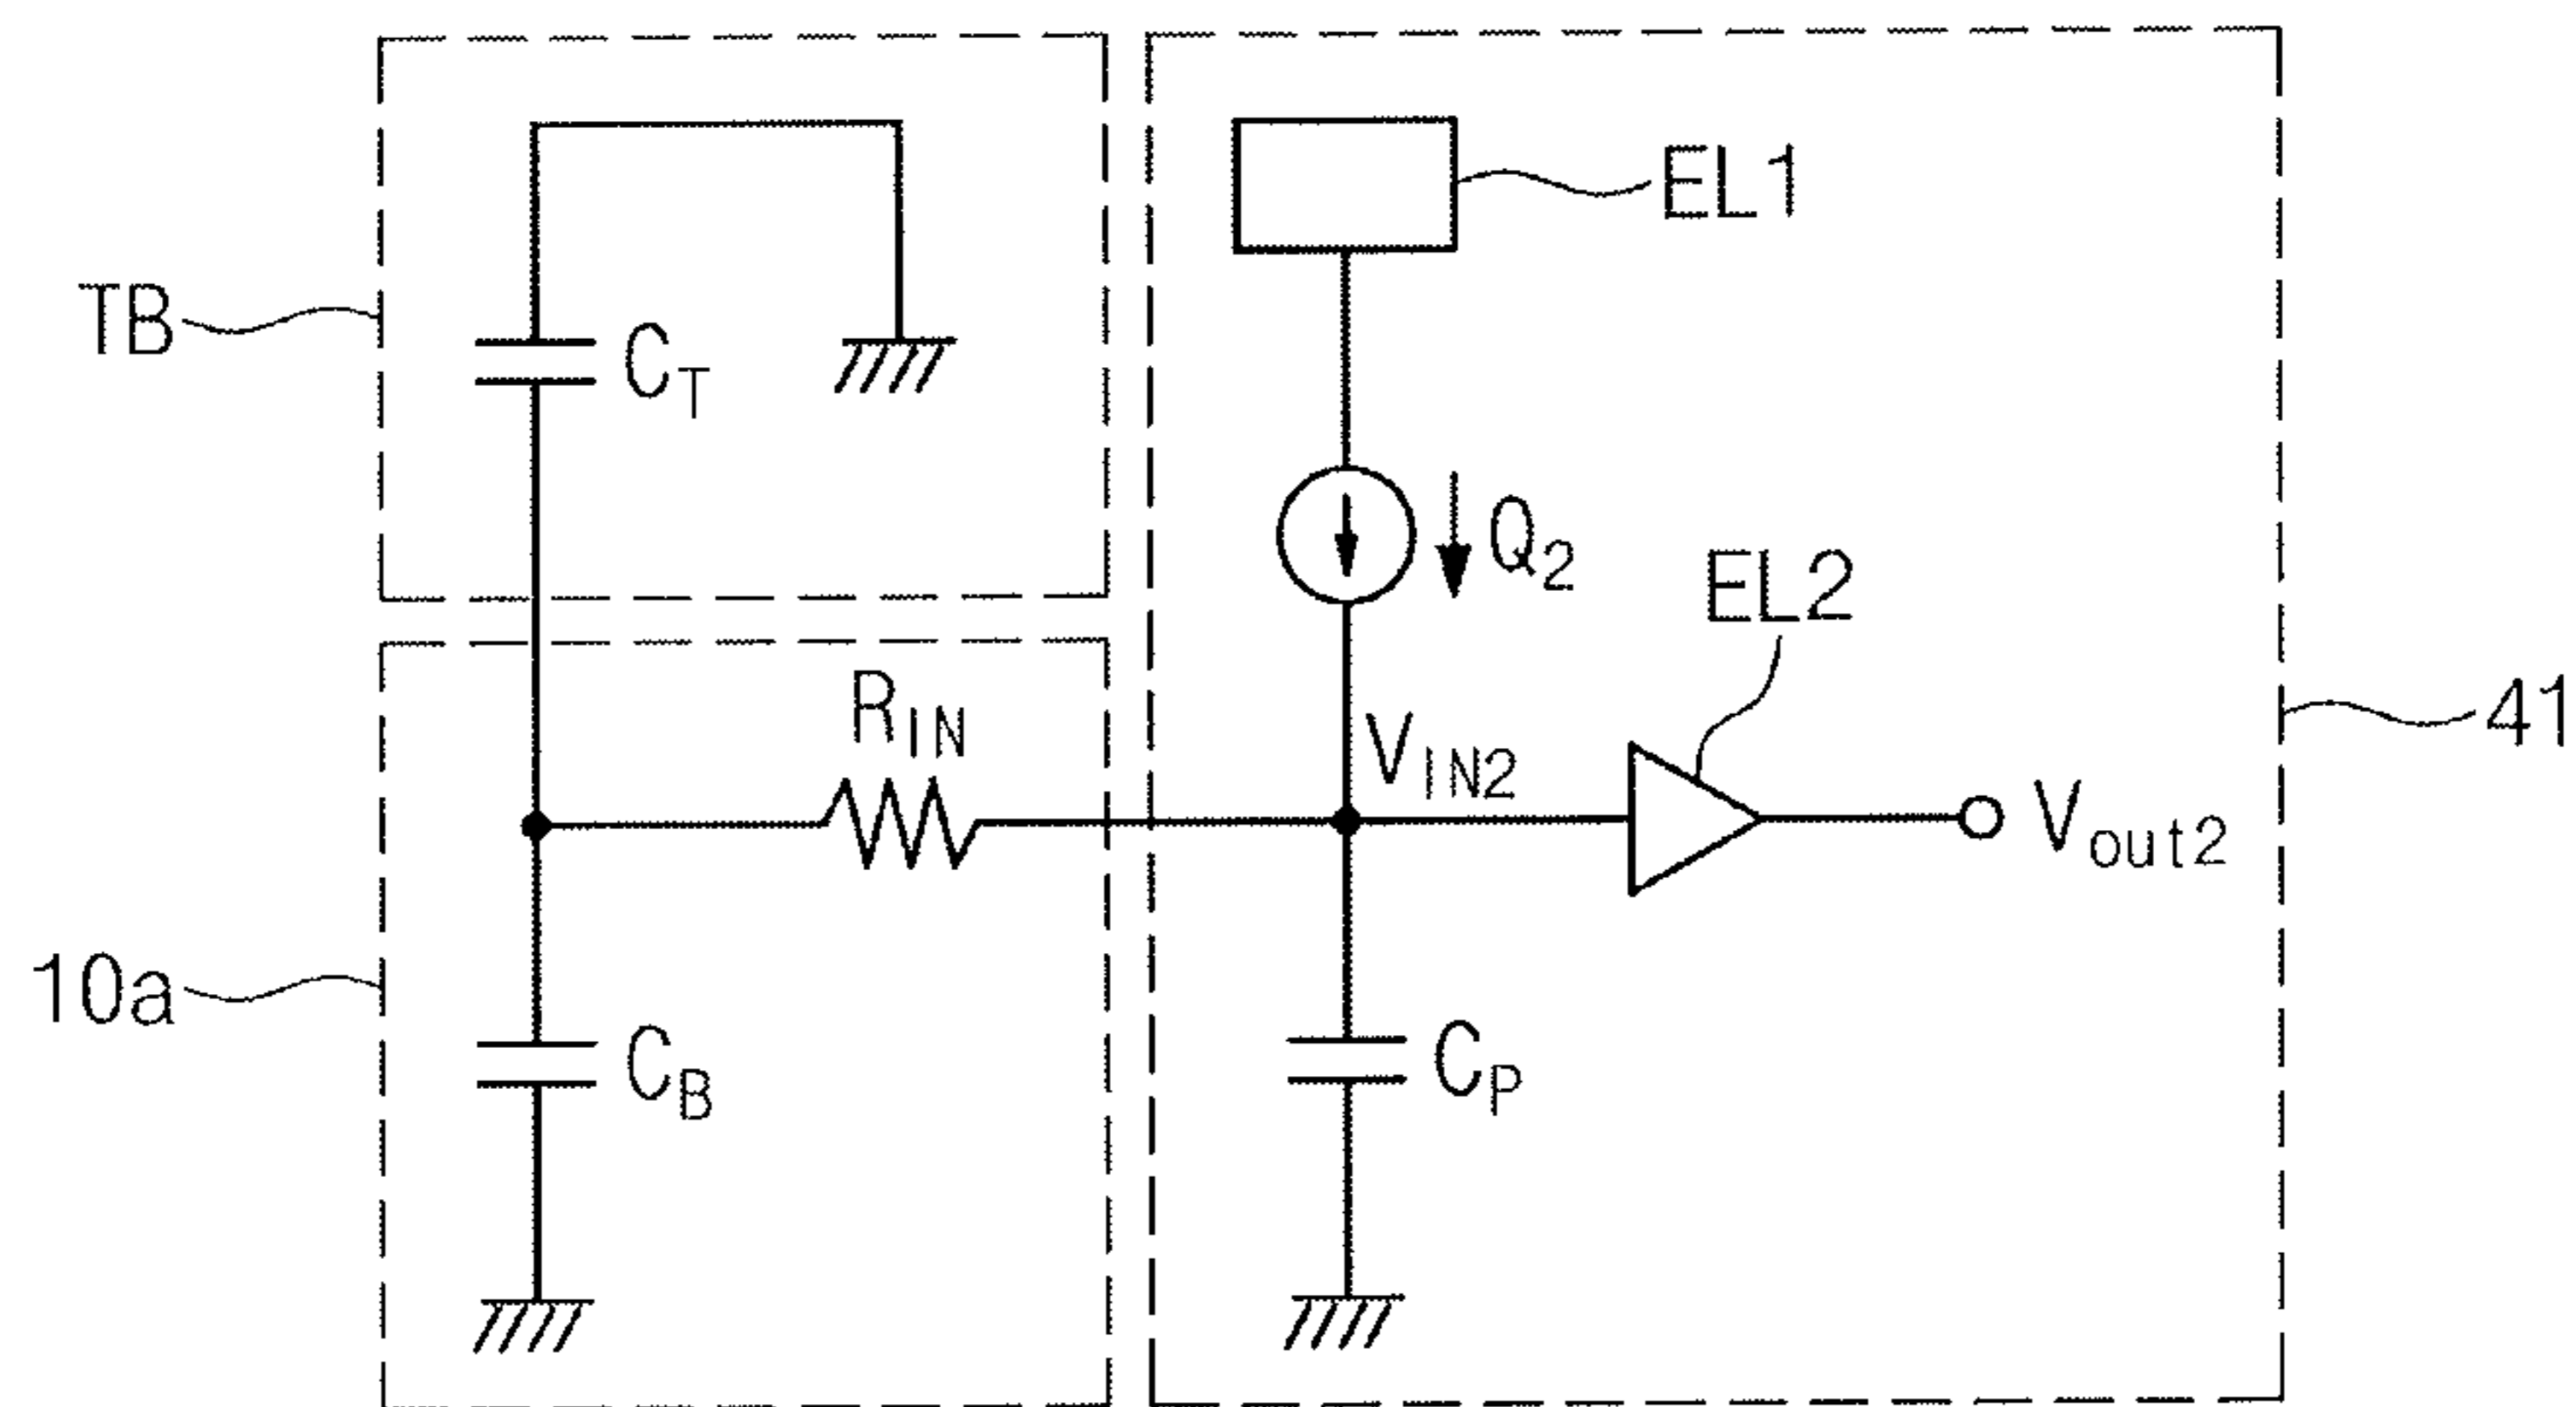 EL1
TB
C_T
Q_2
EL2
R_IN
V_IN2
41
V_out2
10a
C_B
C_P